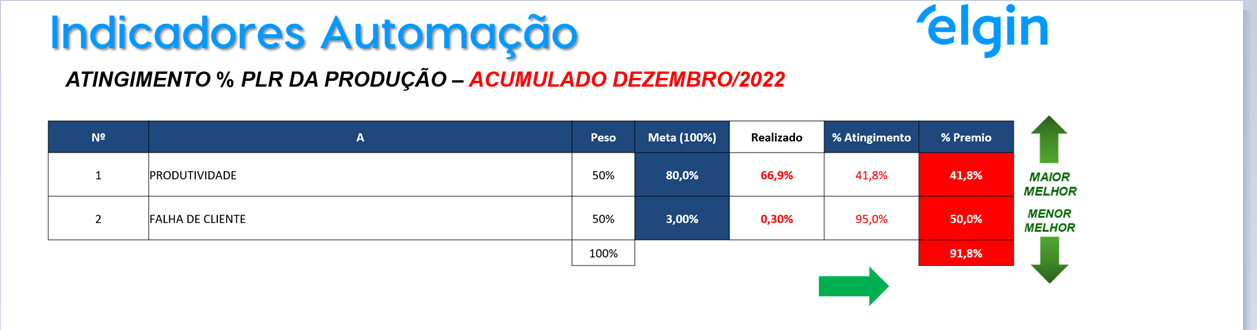 Indicadores Automação
elgin
ATINGIMENTO % PLR DA PRODUÇÃO – ACUMULADO DEZEMBRO/2022
Nº A Peso Meta (100%) Realizado % Atingimento % Premio
1 PRODUTIVIDADE 50% 80,0% 66,9% 41,8% 41,8%
MAIOR
MELHOR
2 FALHA DE CLIENTE 50% 3,00% 0,30% 95,0% 50,0%
MENOR
MELHOR
100% 91,8%